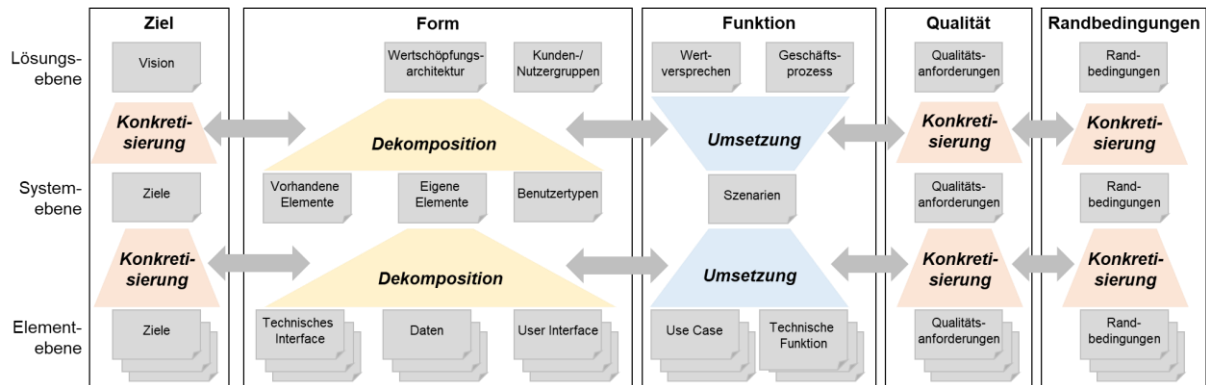 Ziel
Form
Funktion
Qualität
Randbedingungen
Lösungs-
ebene
Vision
Wertschöpfungs-
architektur
Kunden-/
Nutzergruppen
Wert-
versprechen
Geschäfts-
prozess
Qualitäts-
anforderungen
Rand-
bedingungen
Konkreti-
sierung
Dekomposition
Umsetzung
Konkreti-
sierung
Konkreti-
sierung
System-
ebene
Ziele
Vorhandene
Elemente
Eigene
Elemente
Benutzertypen
Szenarien
Qualitäts-
anforderungen
Rand-
bedingungen
Konkreti-
sierung
Dekomposition
Umsetzung
Konkreti-
sierung
Konkreti-
sierung
Element-
ebene
Ziele
Technisches
Interface
Daten
User Interface
Use Case
Technische
Funktion
Qualitäts-
anforderungen
Rand-
bedingungen